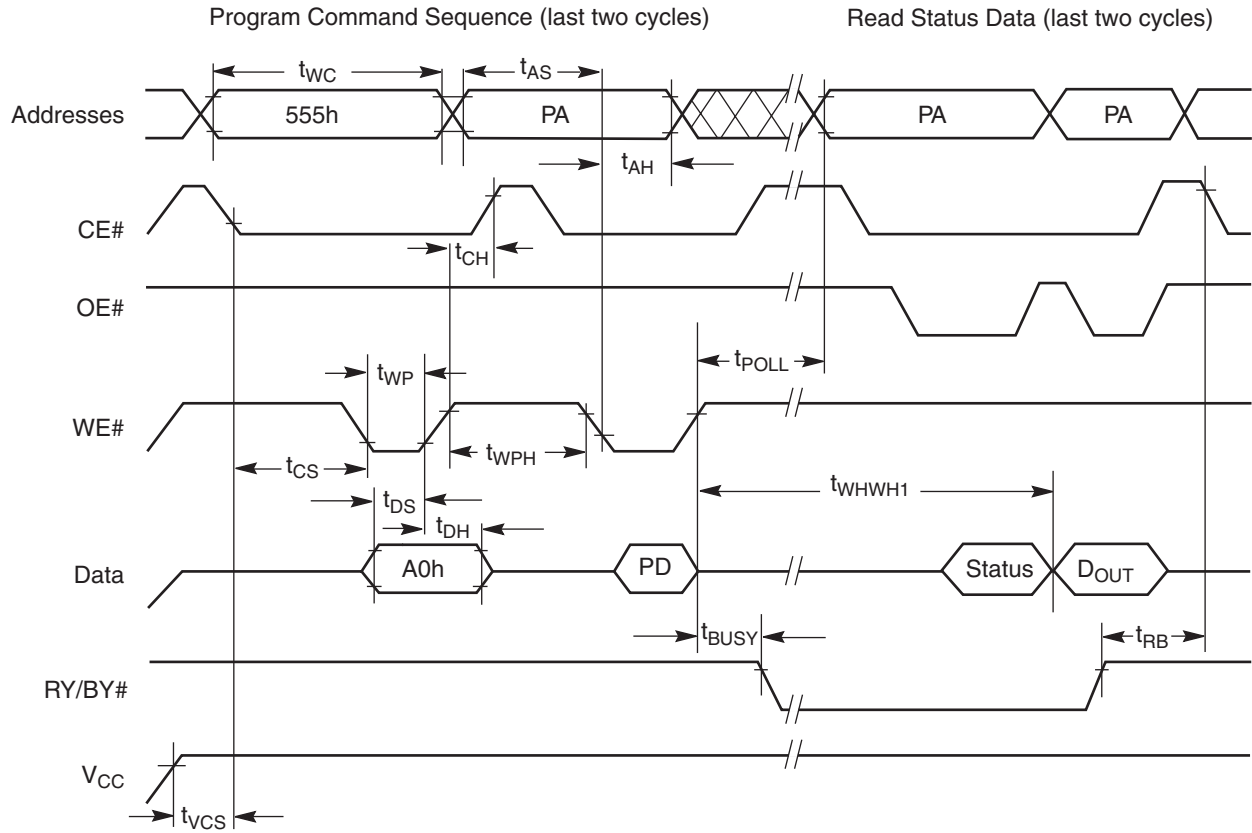 Program Command Sequence (last two cycles)
Read Status Data (last two cycles)
tWC
tAS
Addresses
555h
PA
PA
PA
tAH
CE#
tCH
OE#
tPOLL
tWP
WE#
tWPH
tCS
tWHWH1
tDS
tDH
Data
A0h
PD
Status
DOUT
tBUSY
tRB
RY/BY#
VCC
tVCS